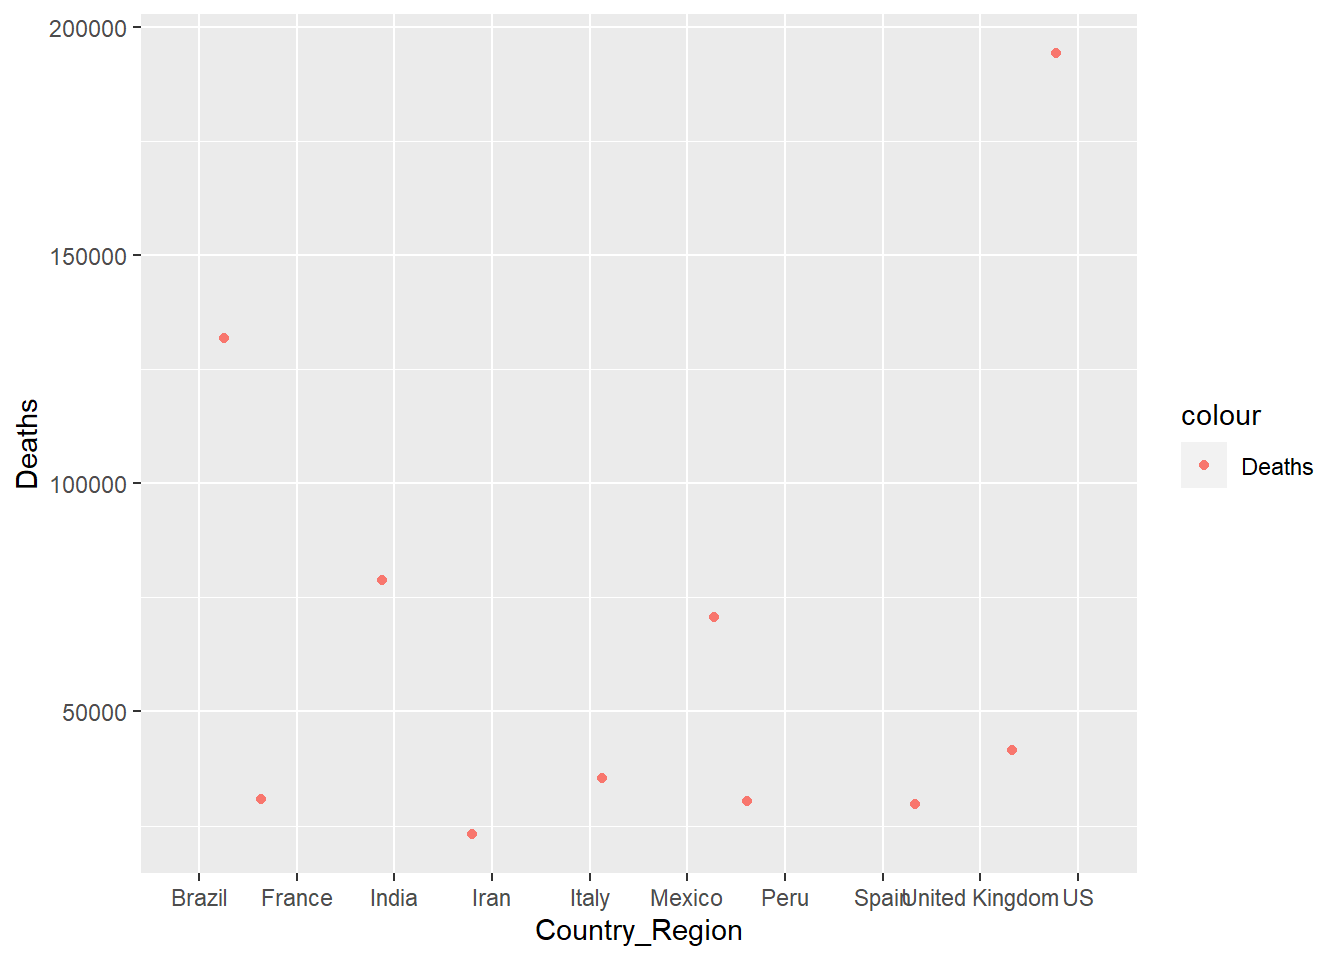 200000
150000
100000
50000
Deaths
Brazil France India Iran Italy Mexico Peru Spain United Kingdom US
Country_Region
colour
Deaths